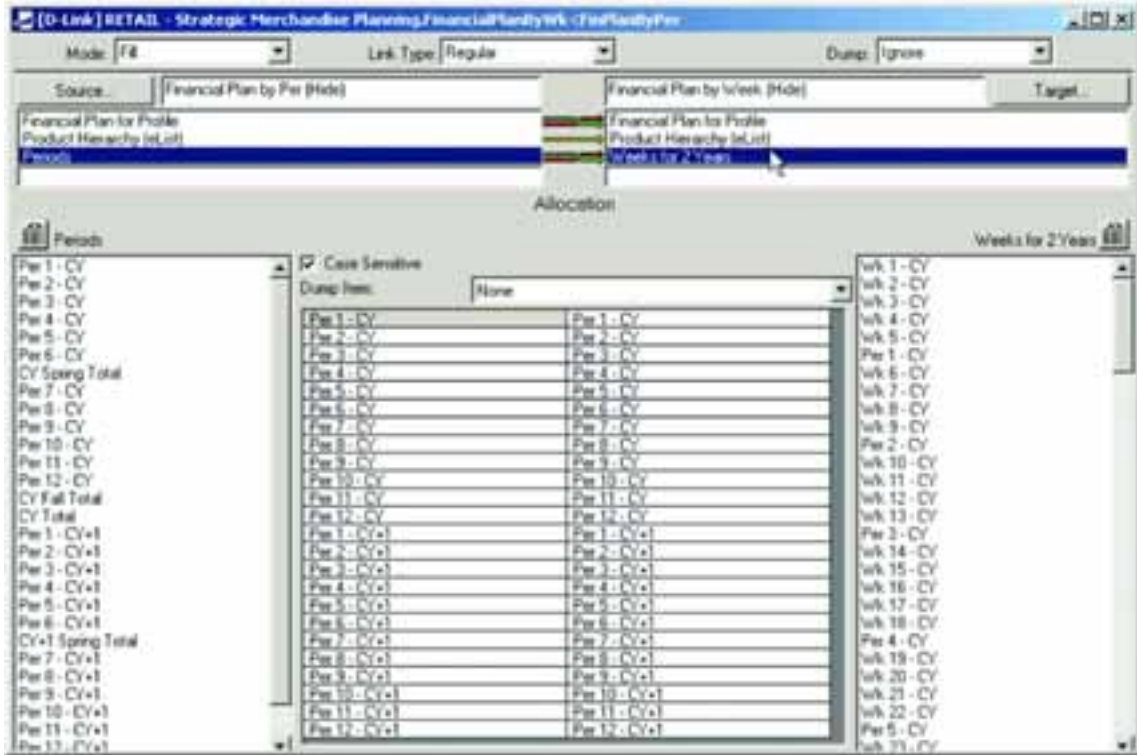 [D-Link] RETAIL - Strategic Merchandise Planning.FinancialPlanByWk <FinPlanByPer
Mode: Fill Link Type: Regular Dump: Ignore
Source... Financial Plan by Per (Hide) Financial Plan by Week (Hide) Target...
Financial Plan for Profile Financial Plan for Profile
Product Hierarchy (eList) Product Hierarchy (eList)
Periods Weeks for 2 Years
Allocation
Periods Weeks for 2 Years
Per 1 - CY
Per 2 - CY
Per 3 - CY
Per 4 - CY
Per 5 - CY
Per 6 - CY
CY Spring Total
Per 7 - CY
Per 8 - CY
Per 9 - CY
Per 10 - CY
Per 11 - CY
Per 12 - CY
CY Fall Total
CY Total
Per 1 - CY+1
Per 2 - CY+1
Per 3 - CY+1
Per 4 - CY+1
Per 5 - CY+1
Per 6 - CY+1
CY+1 Spring Total
Per 7 - CY+1
Per 8 - CY+1
Per 9 - CY+1
Per 10 - CY+1
Per 11 - CY+1
Per 12 - CY+1
Case Sensitive
Dump Item: None
Per 1 - CY Per 1 - CY
Per 2 - CY Per 2 - CY
Per 3 - CY Per 3 - CY
Per 4 - CY Per 4 - CY
Per 5 - CY Per 5 - CY
Per 6 - CY Per 6 - CY
Per 7 - CY Per 7 - CY
Per 8 - CY Per 8 - CY
Per 9 - CY Per 9 - CY
Per 10 - CY Per 10 - CY
Per 11 - CY Per 11 - CY
Per 12 - CY Per 12 - CY
Per 1 - CY+1 Per 1 - CY+1
Per 2 - CY+1 Per 2 - CY+1
Per 3 - CY+1 Per 3 - CY+1
Per 4 - CY+1 Per 4 - CY+1
Per 5 - CY+1 Per 5 - CY+1
Per 6 - CY+1 Per 6 - CY+1
Per 7 - CY+1 Per 7 - CY+1
Per 8 - CY+1 Per 8 - CY+1
Per 9 - CY+1 Per 9 - CY+1
Per 10 - CY+1 Per 10 - CY+1
Per 11 - CY+1 Per 11 - CY+1
Per 12 - CY+1 Per 12 - CY+1
Wk 1 - CY
Wk 2 - CY
Wk 3 - CY
Wk 4 - CY
Wk 5 - CY
Per 1 - CY
Wk 6 - CY
Wk 7 - CY
Wk 8 - CY
Wk 9 - CY
Per 2 - CY
Wk 10 - CY
Wk 11 - CY
Wk 12 - CY
Wk 13 - CY
Per 3 - CY
Wk 14 - CY
Wk 15 - CY
Wk 16 - CY
Wk 17 - CY
Wk 18 - CY
Per 4 - CY
Wk 19 - CY
Wk 20 - CY
Wk 21 - CY
Wk 22 - CY
Per 5 - CY
Wk 23 - CY